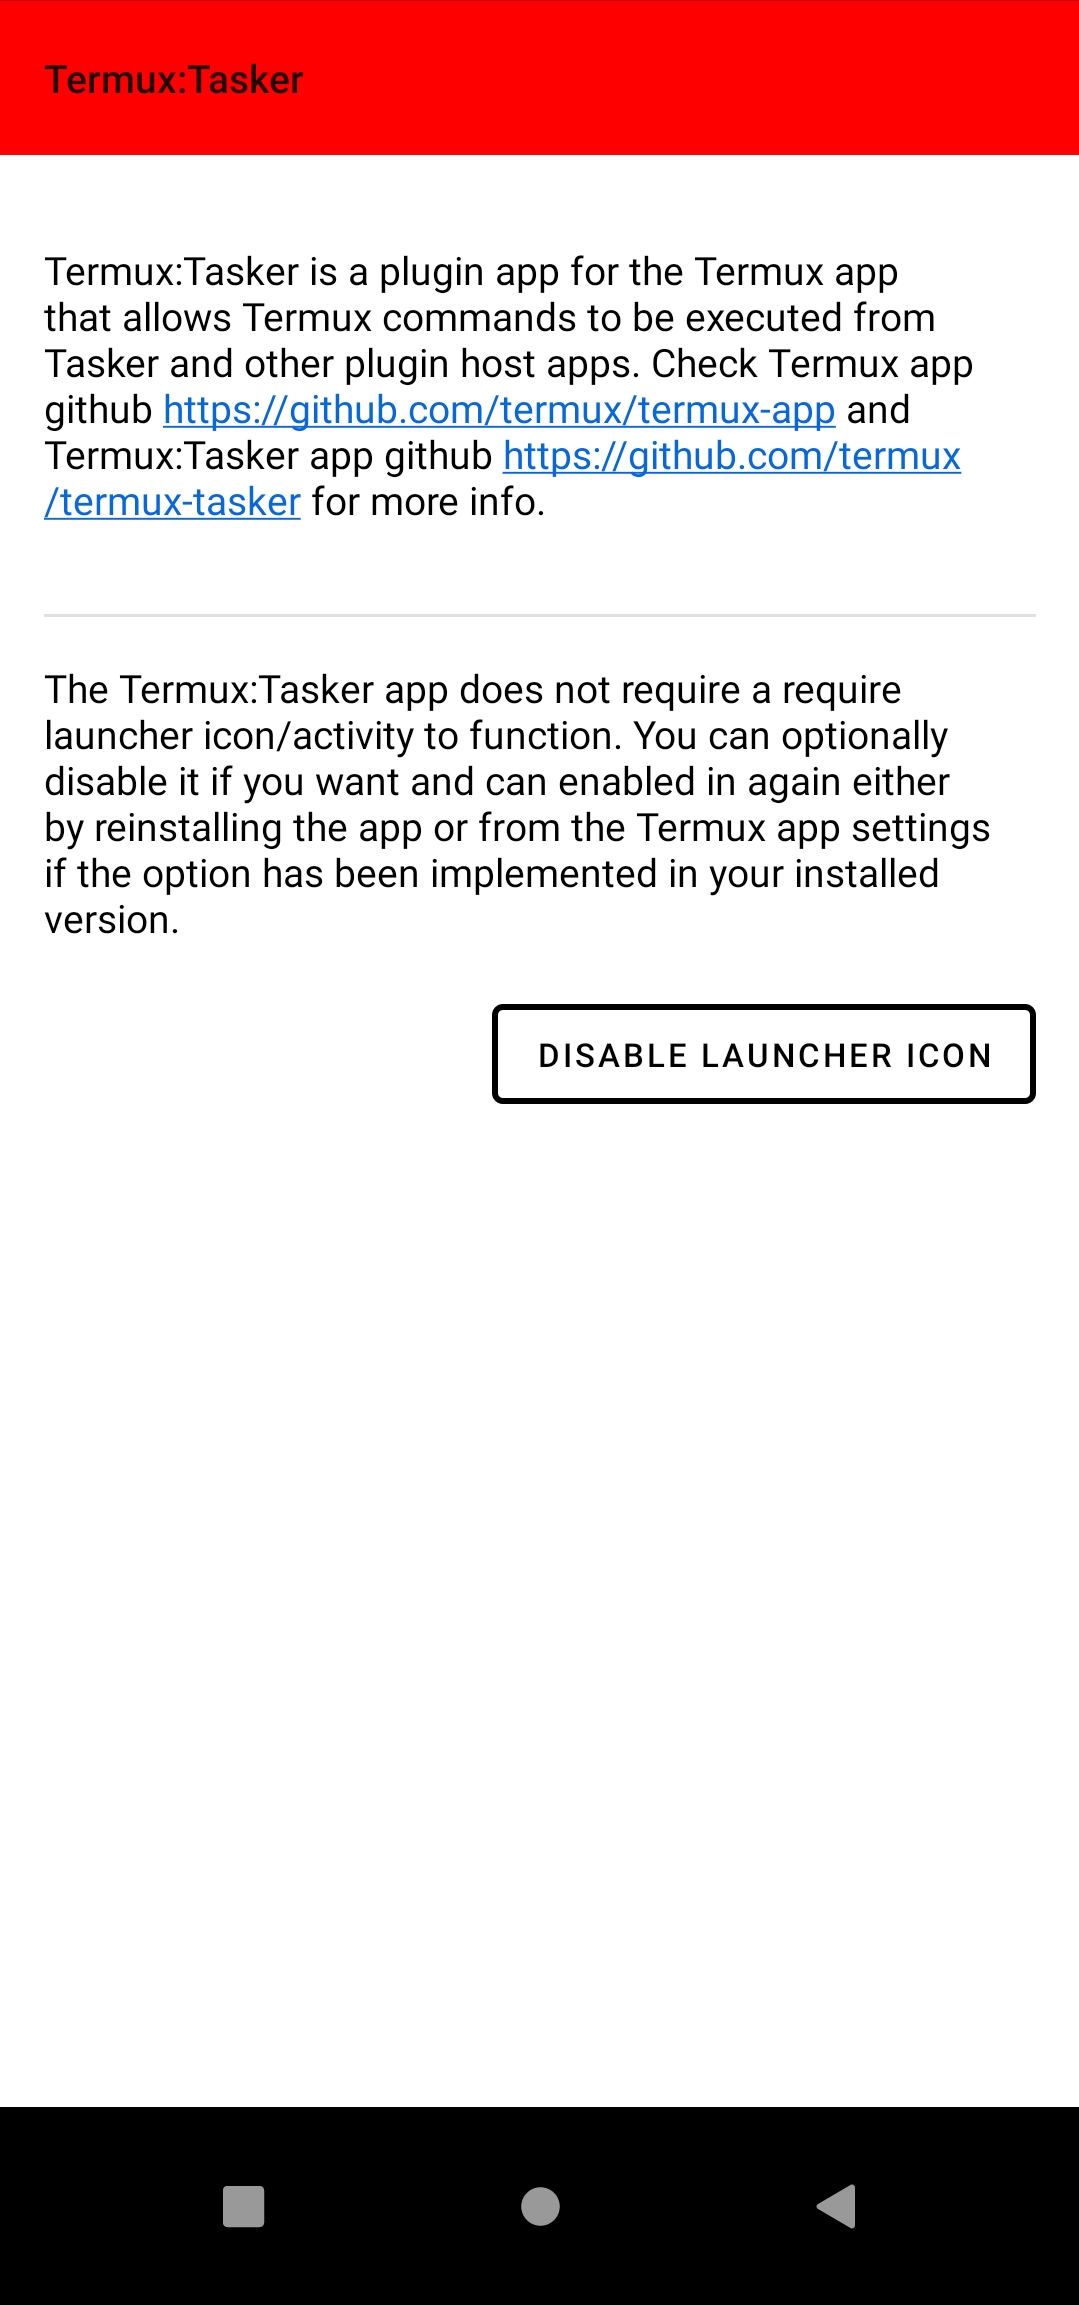 Termux:Tasker
Termux:Tasker is a plugin app for the Termux app
that allows Termux commands to be executed from
Tasker and other plugin host apps. Check Termux app
github https://github.com/termux/termux-app and
Termux:Tasker app github https://github.com/termux
/termux-tasker for more info.
The Termux:Tasker app does not require a require
launcher icon/activity to function. You can optionally
disable it if you want and can enabled in again either
by reinstalling the app or from the Termux app settings
if the option has been implemented in your installed
version.
DISABLE LAUNCHER ICON